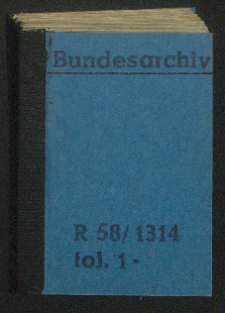 Bundesarchiv
R 58/1314
fol. 1-